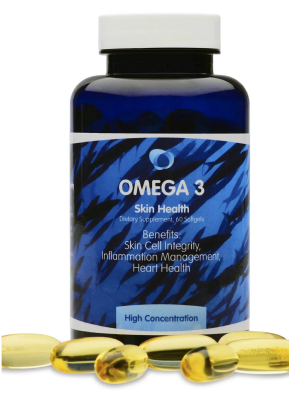 OMEGA 3
Skin Health
Dietary Supplement, 60 Softgels
Benefits:
Skin Cell Integrity,
Inflammation Management,
Heart Health
High Concentration